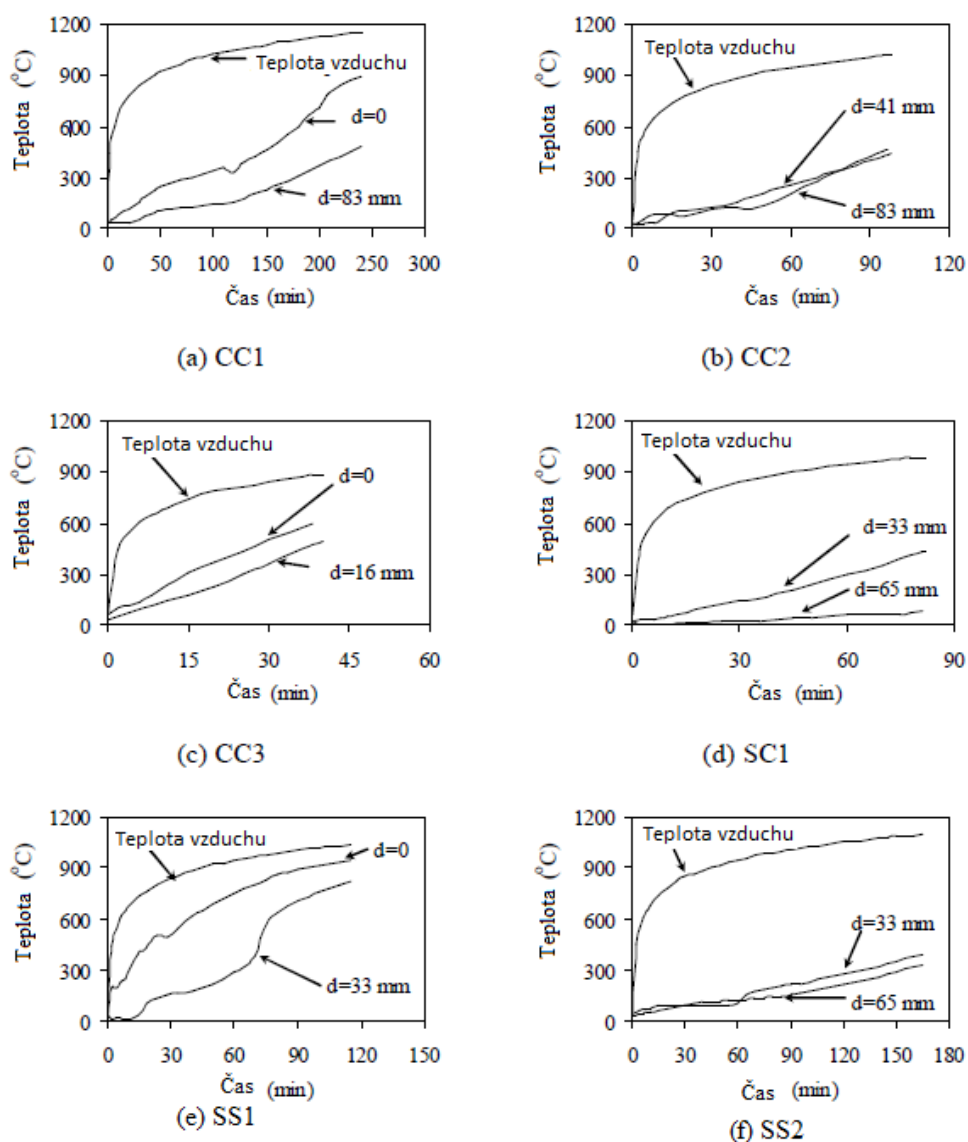 1200
900
600
300
0
Teplota (°C)
Teplota vzduchu
d=0
d=83 mm
0 50 100 150 200 250 300
Čas (min)
(a) CC1
1200
900
600
300
0
Teplota (°C)
Teplota vzduchu
d=41 mm
d=83 mm
0 30 60 90 120
Čas (min)
(b) CC2
1200
900
600
300
0
Teplota (°C)
Teplota vzduchu
d=0
d=16 mm
0 15 30 45 60
Čas (min)
(c) CC3
1200
900
600
300
0
Teplota (°C)
Teplota vzduchu
d=33 mm
d=65 mm
0 30 60 90
Čas (min)
(d) SC1
1200
900
600
300
0
Teplota (°C)
Teplota vzduchu
d=0
d=33 mm
0 30 60 90 120 150
Čas (min)
(e) SS1
1200
900
600
300
0
Teplota (°C)
Teplota vzduchu
d=33 mm
d=65 mm
0 30 60 90 120 150 180
Čas (min)
(f) SS2